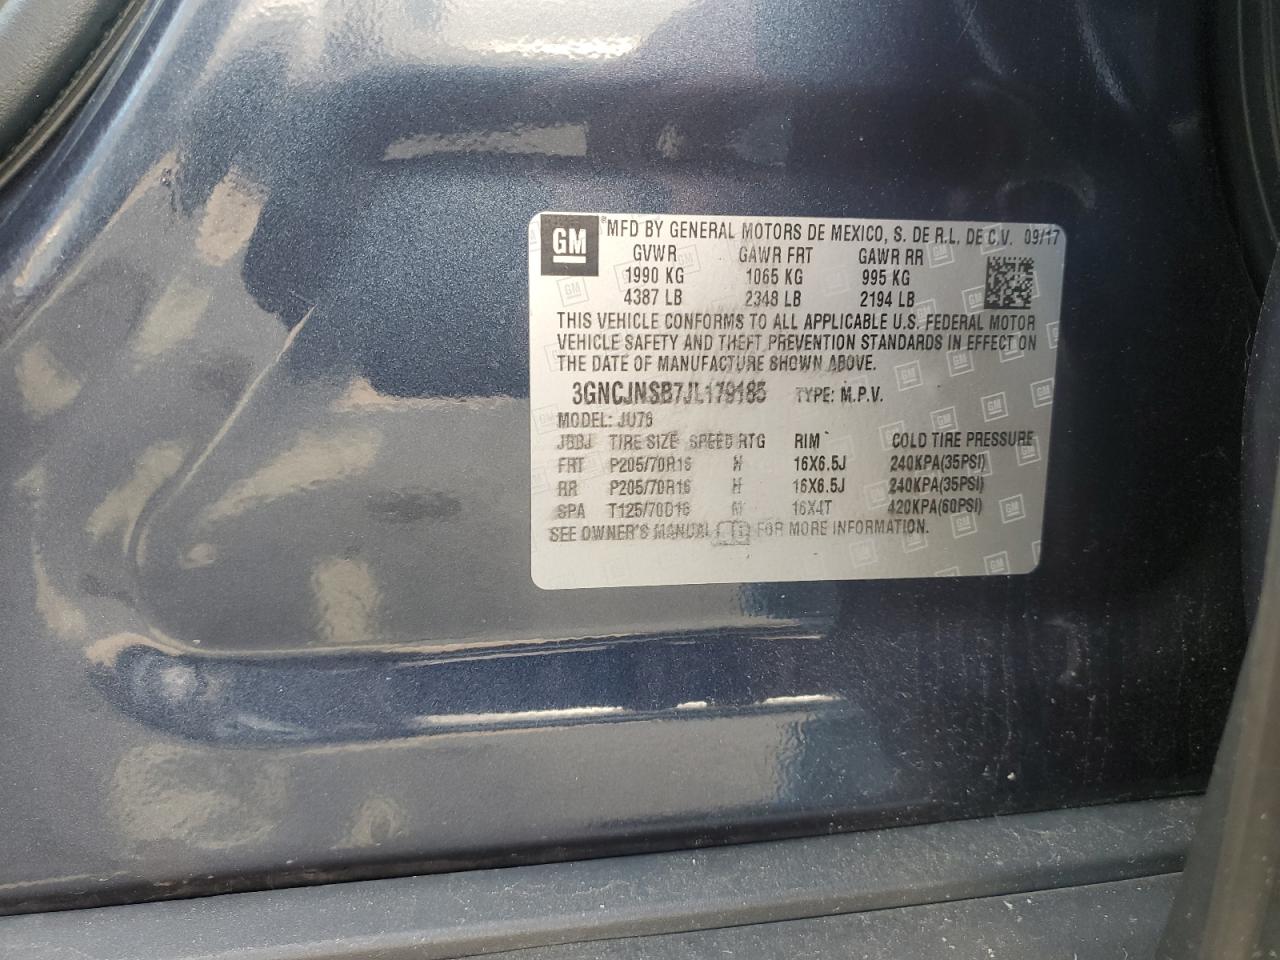 GM ® MFD BY GENERAL MOTORS DE MEXICO, S. DE R.L. DE C.V. 09/17
GVWR GAWR FRT GAWR RR
1990 KG 1065 KG 995 KG
4387 LB 2348 LB 2194 LB
THIS VEHICLE CONFORMS TO ALL APPLICABLE U.S. FEDERAL MOTOR
VEHICLE SAFETY AND THEFT PREVENTION STANDARDS IN EFFECT ON
THE DATE OF MANUFACTURE SHOWN ABOVE.
3GNCJNSB7JL179185 TYPE: M.P.V.
MODEL: JU76
JBBJ TIRE SIZE SPEED RTG RIM COLD TIRE PRESSURE
FRT P205/70R16 H 16X6.5J 240KPA(35PSI)
RR P205/70R16 H 16X6.5J 240KPA(35PSI)
SPA T125/70D16 M 16X4T 420KPA(60PSI)
SEE OWNER'S MANUAL FOR MORE INFORMATION.